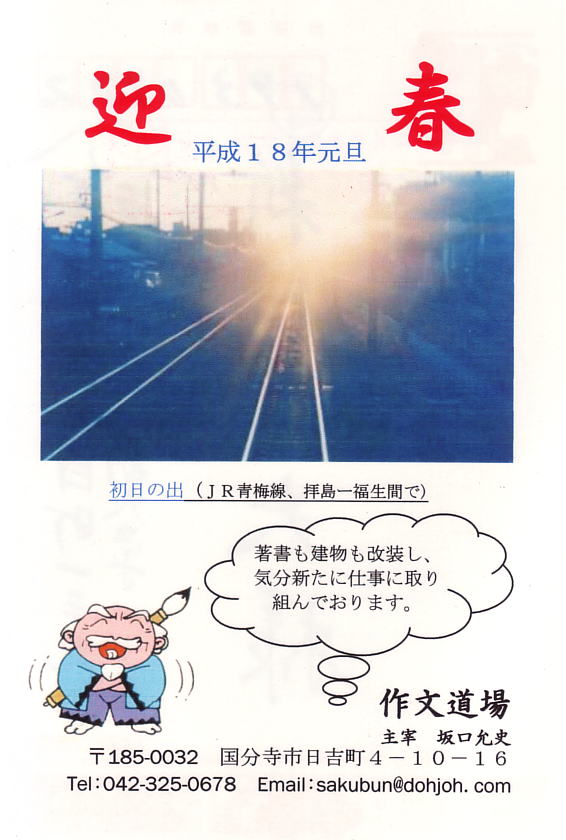 迎春
平成１８年元旦
初日の出（ＪＲ青梅線、拝島ー福生間で）
著書も建物も改装し、
気分新たに仕事に取り
組んでおります。
作文道場
主宰　坂口允史
〒185-0032　国分寺市日吉町４－１０－１６
Tel：042-325-0678　Email：sakubun@dohjoh. com